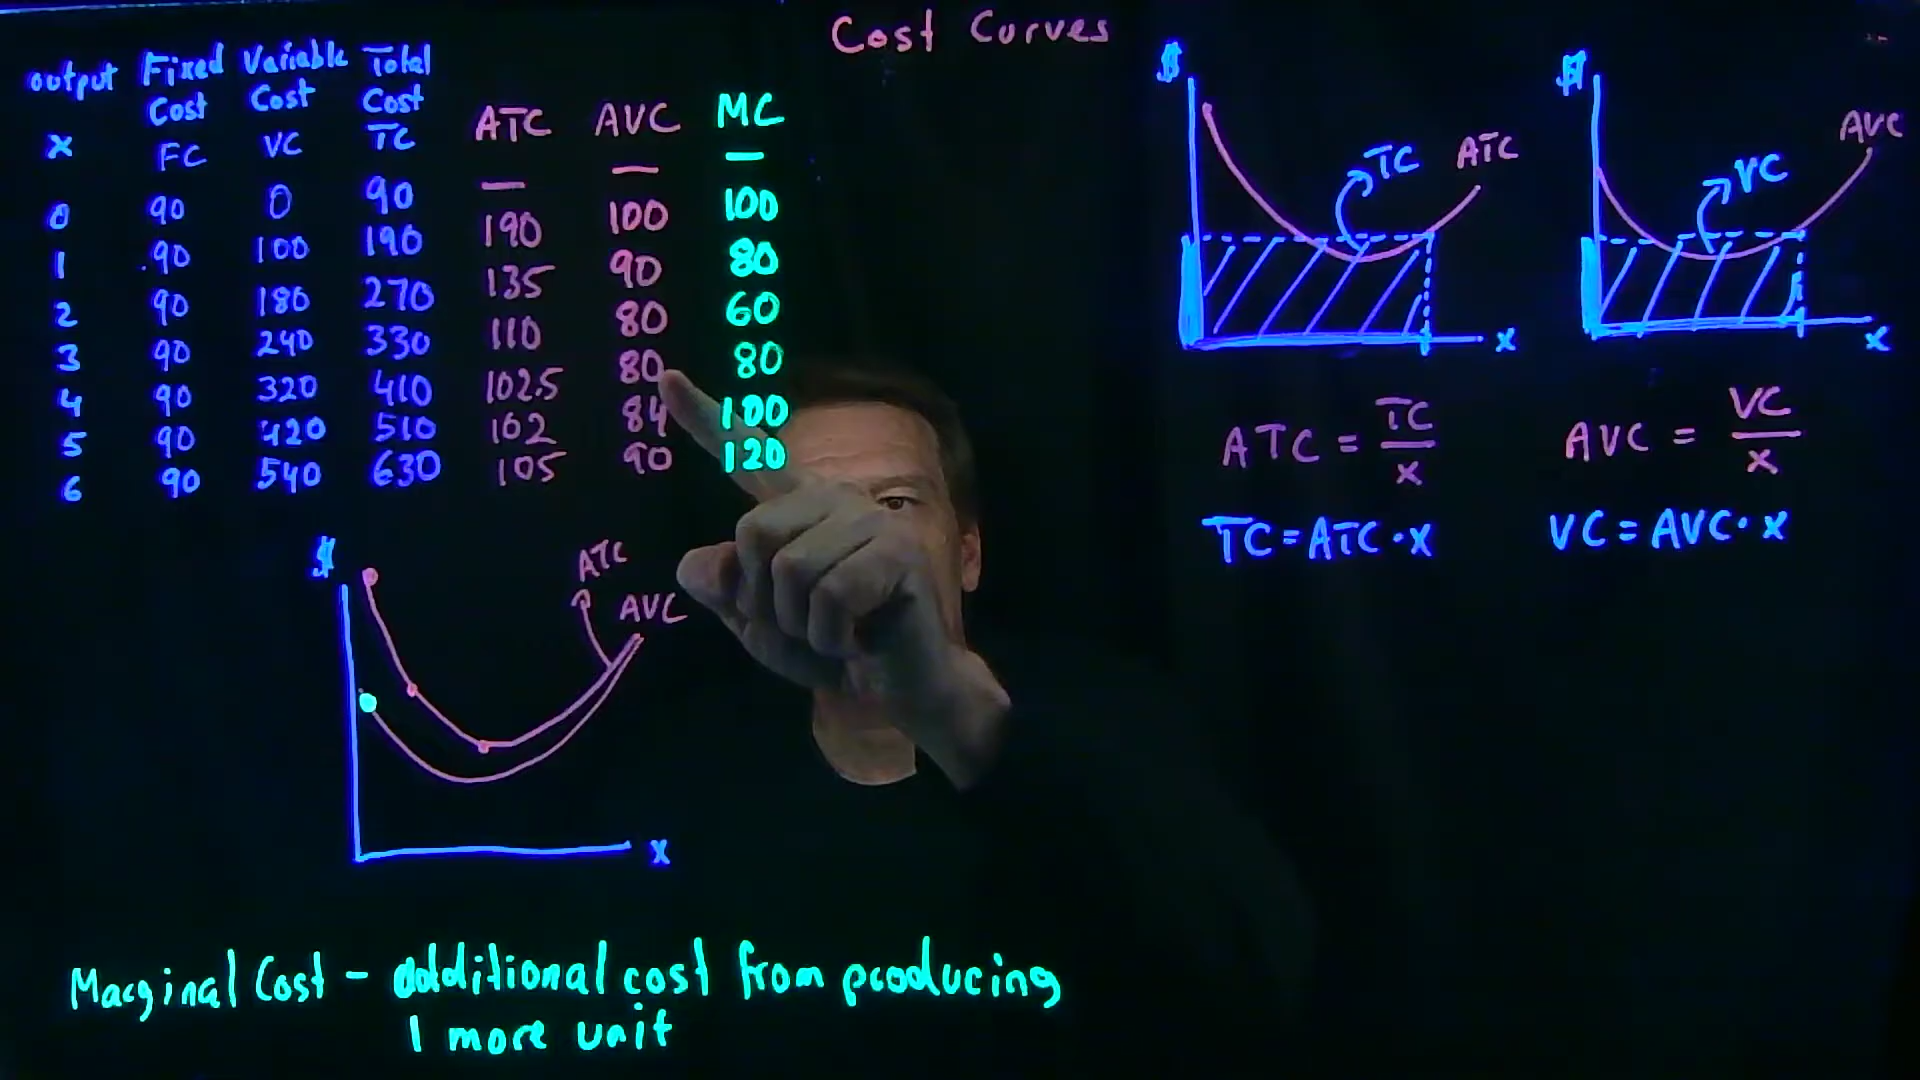 Cost Curves
output Fixed Variable Total
Cost Cost Cost
x FC VC TC ATC AVC MC
0 90 0 90 — — —
1 90 100 190 190 100 100
2 90 180 270 135 90 80
3 90 240 330 110 80 60
4 90 320 410 102.5 80 80
5 90 420 510 102 84 100
6 90 540 630 105 90 120
$ TC ATC x
$ VC AVC x
ATC = TC/x
AVC = VC/x
TC = ATC · x
VC = AVC · x
$ ATC
AVC
x
Marginal Cost - additional cost from producing
1 more unit